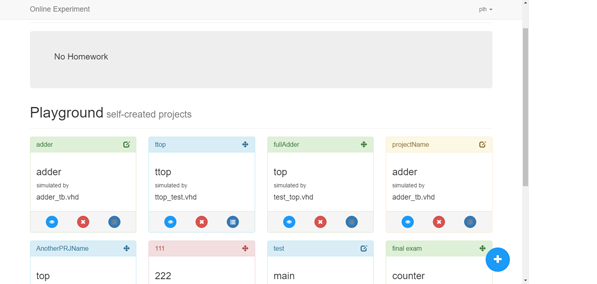 Online Experiment
plh
No Homework
Playground self-created projects
adder
ttop
fullAdder
projectName
adder
simulated by
adder_tb.vhd
ttop
simulated by
ttop_test.vhd
top
simulated by
test_top.vhd
adder
simulated by
adder_tb.vhd
AnotherPRJName
111
test
final exam
top
222
main
counter